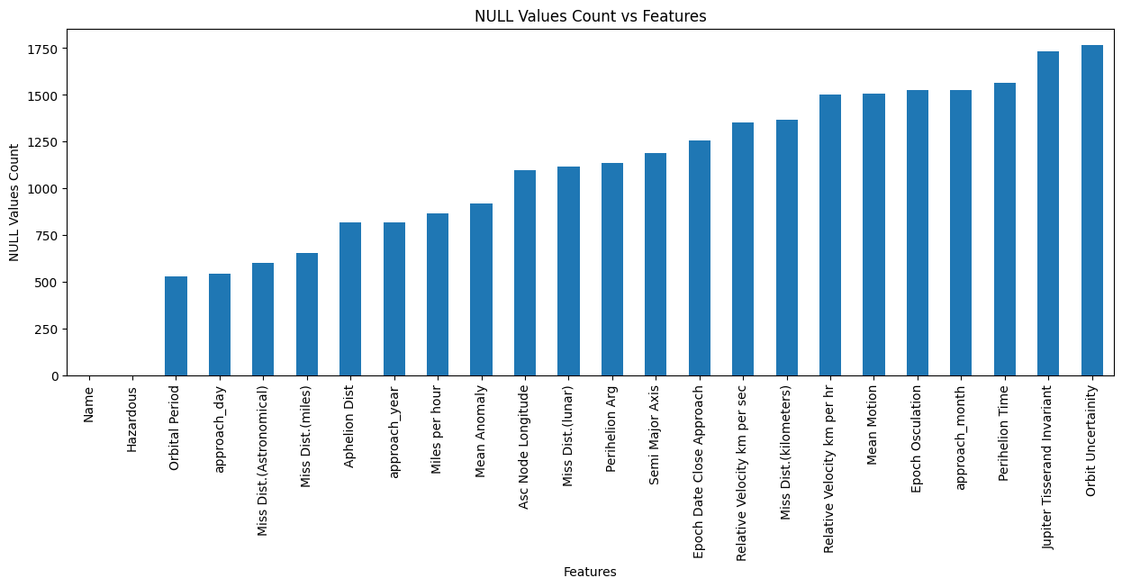 NULL Values Count vs Features
NULL Values Count
1750
1500
1250
1000
750
500
250
0
Name
Hazardous
Orbital Period
approach_day
Miss Dist.(Astronomical)
Miss Dist.(miles)
Aphelion Dist
approach_year
Miles per hour
Mean Anomaly
Asc Node Longitude
Miss Dist.(lunar)
Perihelion Arg
Semi Major Axis
Epoch Date Close Approach
Relative Velocity km per sec
Miss Dist.(kilometers)
Relative Velocity km per hr
Mean Motion
Epoch Osculation
approach_month
Perihelion Time
Jupiter Tisserand Invariant
Orbit Uncertainity
Features